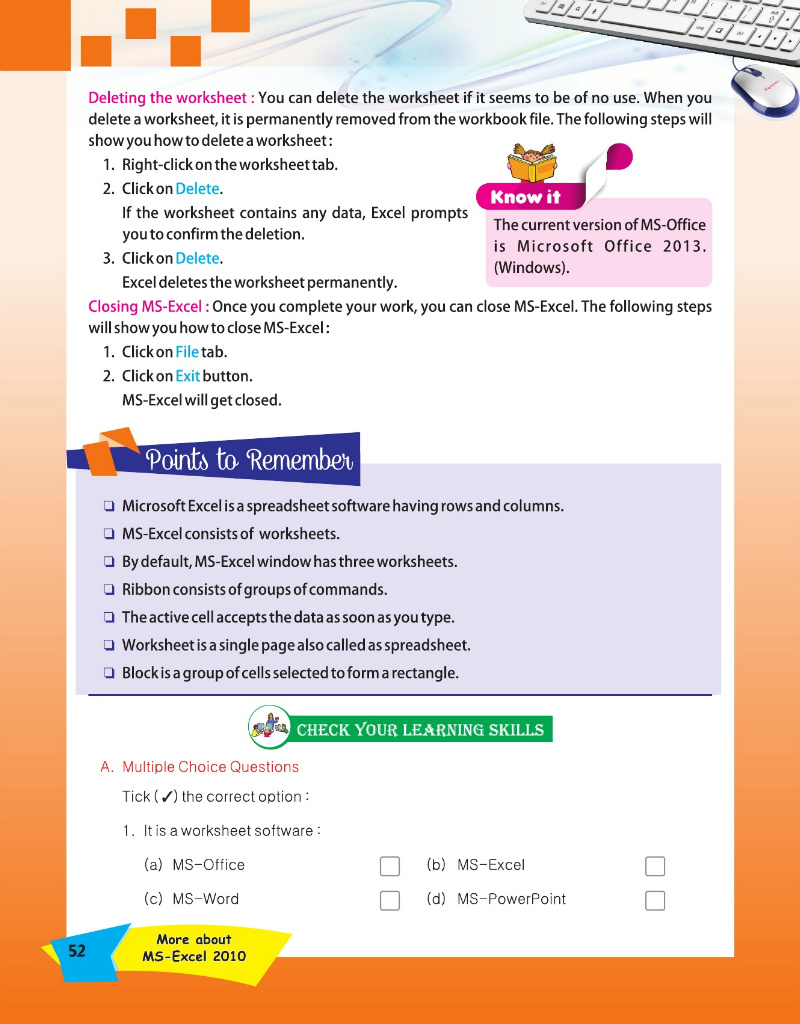 Deleting the worksheet : You can delete the worksheet if it seems to be of no use. When you
delete a worksheet, it is permanently removed from the workbook file. The following steps will
show you how to delete a worksheet :
1. Right-click on the worksheet tab.
2. Click on Delete.
If the worksheet contains any data, Excel prompts
you to confirm the deletion.
3. Click on Delete.
Excel deletes the worksheet permanently.
Know it
The current version of MS-Office
is Microsoft Office 2013.
(Windows).
Closing MS-Excel : Once you complete your work, you can close MS-Excel. The following steps
will show you how to close MS-Excel :
1. Click on File tab.
2. Click on Exit button.
MS-Excel will get closed.
Points to Remember
❑ Microsoft Excel is a spreadsheet software having rows and columns.
❑ MS-Excel consists of worksheets.
❑ By default, MS-Excel window has three worksheets.
❑ Ribbon consists of groups of commands.
❑ The active cell accepts the data as soon as you type.
❑ Worksheet is a single page also called as spreadsheet.
❑ Block is a group of cells selected to form a rectangle.
CHECK YOUR LEARNING SKILLS
A. Multiple Choice Questions
Tick (✓) the correct option :
1. It is a worksheet software :
(a) MS-Office (b) MS-Excel
(c) MS-Word (d) MS-PowerPoint
52
More about
MS-Excel 2010